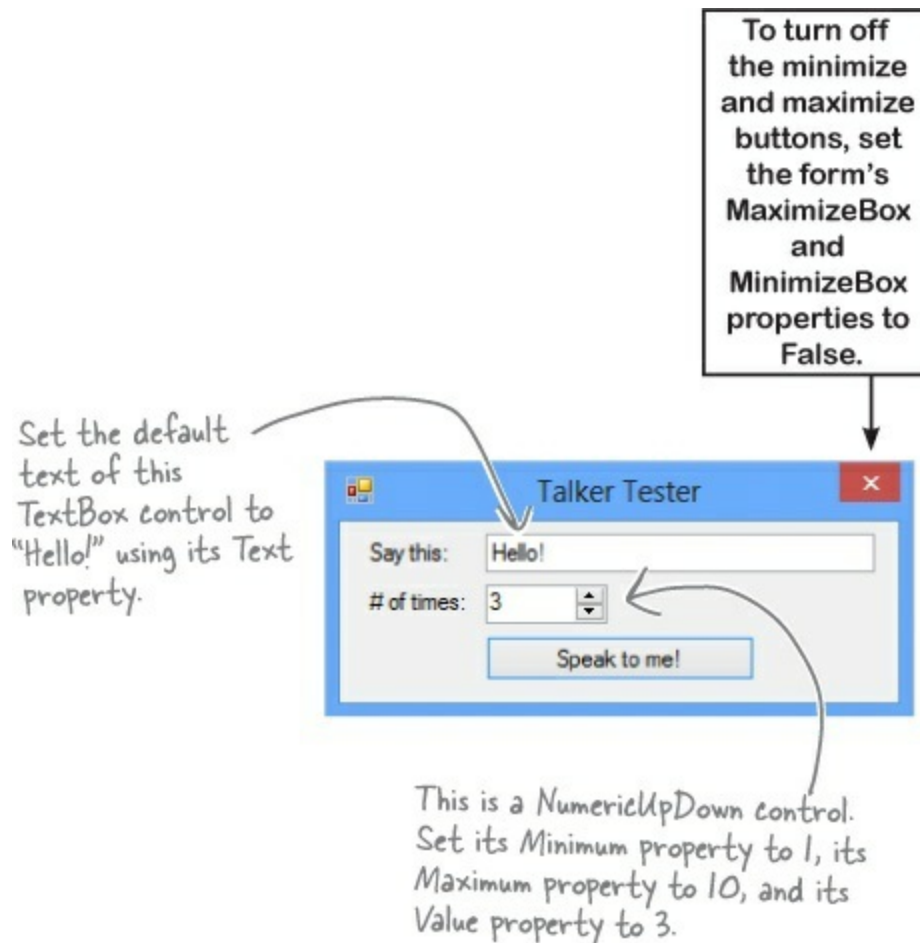 To turn off
the minimize
and maximize
buttons, set
the form's
MaximizeBox
and
MinimizeBox
properties to
False.
Set the default
text of this
TextBox control to
“Hello!” using its Text
property.
Talker Tester
Say this: Hello!
# of times: 3
Speak to me!
This is a NumericUpDown control.
Set its Minimum property to 1, its
Maximum property to 10, and its
Value property to 3.